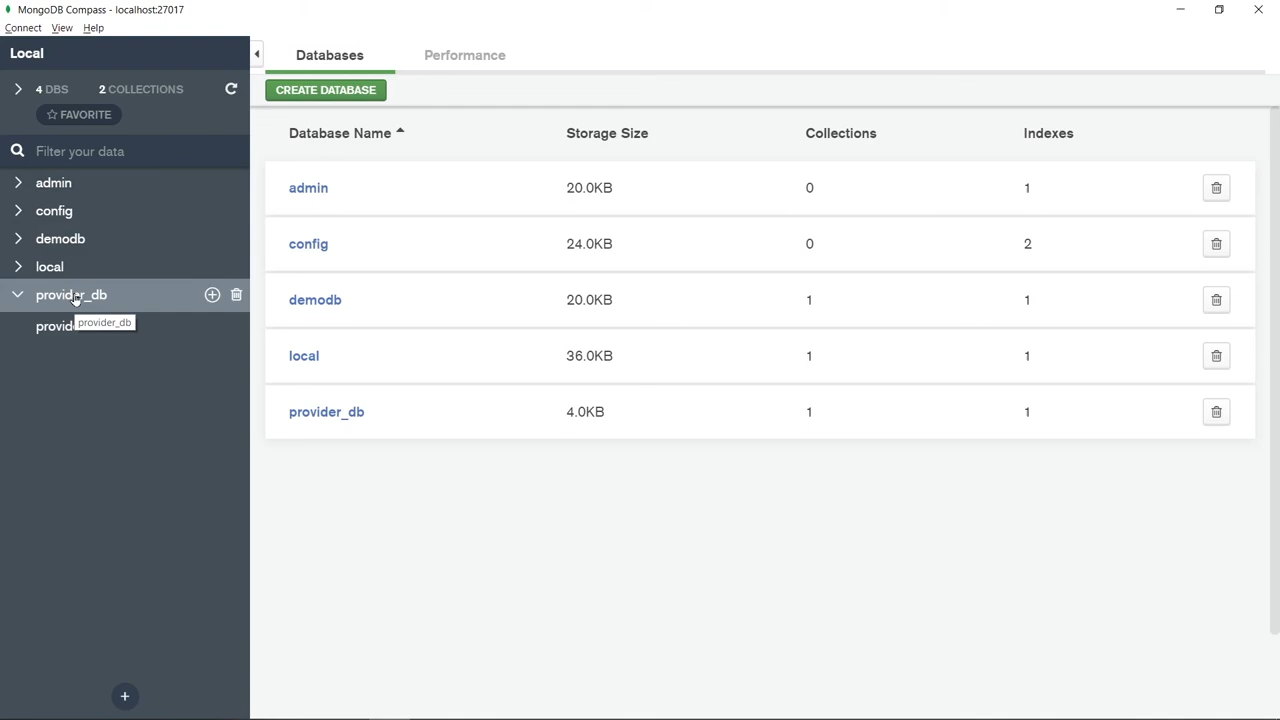 MongoDB Compass - localhost:27017
Connect View Help
Local
4 DBS 2 COLLECTIONS
FAVORITE
Filter your data
admin
config
demodb
local
provider_db
provider_db
Databases Performance
CREATE DATABASE
Database Name Storage Size Collections Indexes
admin 20.0KB 0 1
config 24.0KB 0 2
demodb 20.0KB 1 1
local 36.0KB 1 1
provider_db 4.0KB 1 1